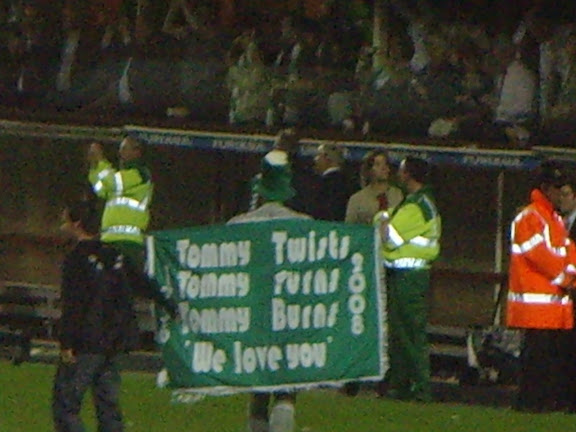 Tommy Twists
Tommy Turns
Tommy Burns
'We love you'
2008